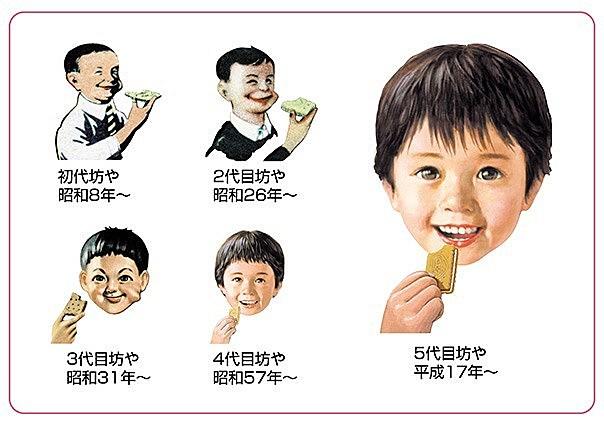 初代坊や
昭和8年～
2代目坊や
昭和26年～
3代目坊や
昭和31年～
4代目坊や
昭和57年～
5代目坊や
平成17年～